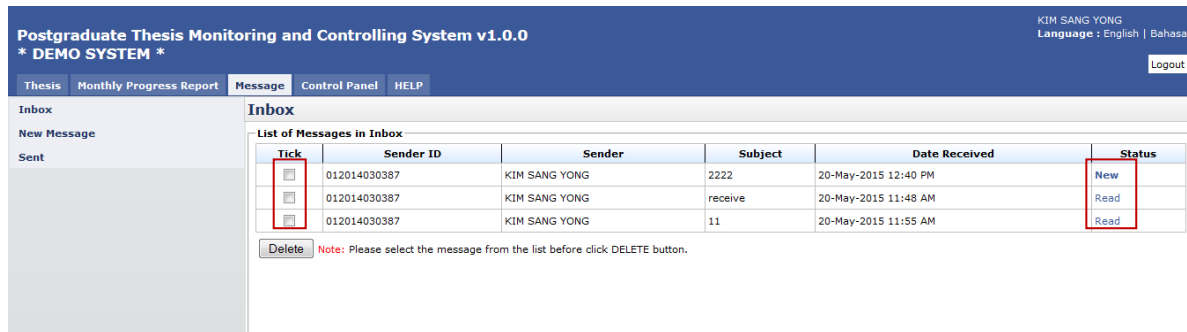 KIM SANG YONG
Postgraduate Thesis Monitoring and Controlling System v1.0.0
Language : English | Bahasa
* DEMO SYSTEM *
Logout
Thesis Monthly Progress Report Message Control Panel HELP
Inbox
New Message
Sent
Inbox
List of Messages in Inbox
Tick Sender ID Sender Subject Date Received Status
012014030387 KIM SANG YONG 2222 20-May-2015 12:40 PM New
012014030387 KIM SANG YONG receive 20-May-2015 11:48 AM Read
012014030387 KIM SANG YONG 11 20-May-2015 11:55 AM Read
Delete Note: Please select the message from the list before click DELETE button.